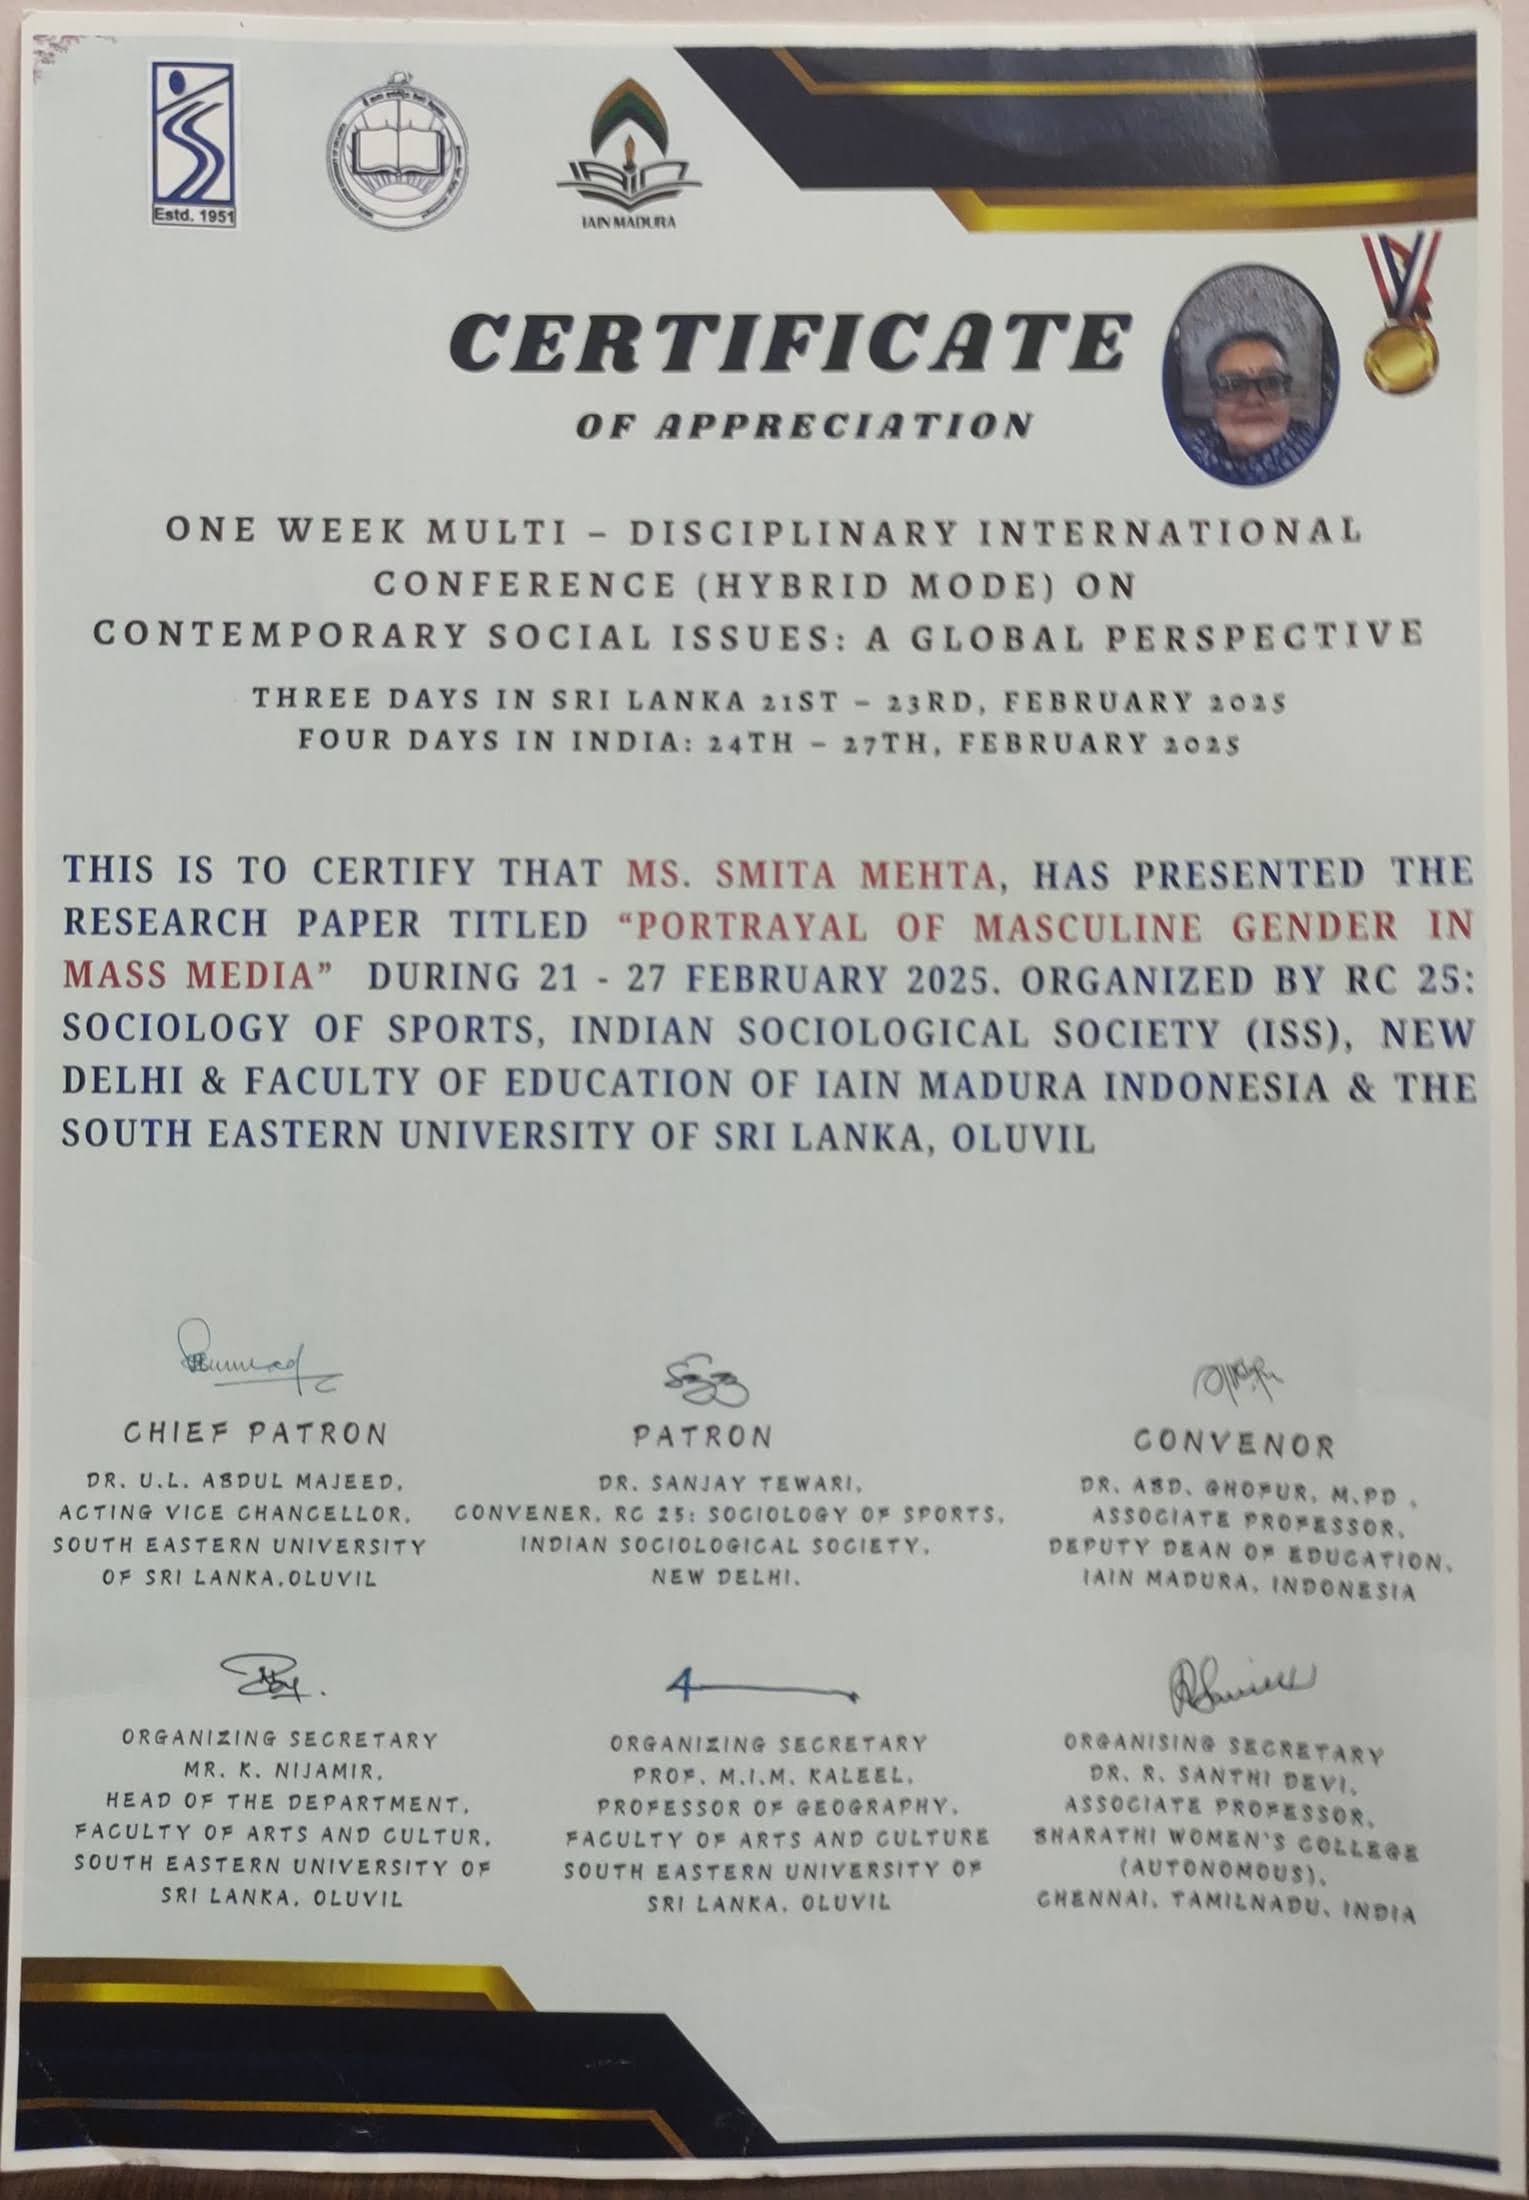 Estd. 1951
IAIN MADURA
CERTIFICATE
OF APPRECIATION
ONE WEEK MULTI – DISCIPLINARY INTERNATIONAL
CONFERENCE (HYBRID MODE) ON
CONTEMPORARY SOCIAL ISSUES: A GLOBAL PERSPECTIVE
THREE DAYS IN SRI LANKA 21ST – 23RD, FEBRUARY 2025
FOUR DAYS IN INDIA: 24TH – 27TH, FEBRUARY 2025
THIS IS TO CERTIFY THAT MS. SMITA MEHTA, HAS PRESENTED THE
RESEARCH PAPER TITLED “PORTRAYAL OF MASCULINE GENDER IN
MASS MEDIA” DURING 21 - 27 FEBRUARY 2025. ORGANIZED BY RC 25:
SOCIOLOGY OF SPORTS, INDIAN SOCIOLOGICAL SOCIETY (ISS), NEW
DELHI & FACULTY OF EDUCATION OF IAIN MADURA INDONESIA & THE
SOUTH EASTERN UNIVERSITY OF SRI LANKA, OLUVIL
CHIEF PATRON
DR. U.L. ABDUL MAJEED,
ACTING VICE CHANCELLOR,
SOUTH EASTERN UNIVERSITY
OF SRI LANKA,OLUVIL
PATRON
DR. SANJAY TEWARI,
CONVENER, RC 25: SOCIOLOGY OF SPORTS,
INDIAN SOCIOLOGICAL SOCIETY,
NEW DELHI.
CONVENOR
DR. ABD. GHOFUR, M.PD ,
ASSOCIATE PROFESSOR,
DEPUTY DEAN OF EDUCATION,
IAIN MADURA, INDONESIA
ORGANIZING SECRETARY
MR. K. NIJAMIR,
HEAD OF THE DEPARTMENT,
FACULTY OF ARTS AND CULTUR,
SOUTH EASTERN UNIVERSITY OF
SRI LANKA, OLUVIL
ORGANIZING SECRETARY
PROF. M.I.M. KALEEL,
PROFESSOR OF GEOGRAPHY,
FACULTY OF ARTS AND CULTURE
SOUTH EASTERN UNIVERSITY OF
SRI LANKA, OLUVIL
ORGANISING SECRETARY
DR. R. SANTHI DEVI,
ASSOCIATE PROFESSOR,
BHARATHI WOMEN'S COLLEGE
(AUTONOMOUS),
CHENNAI, TAMILNADU, INDIA